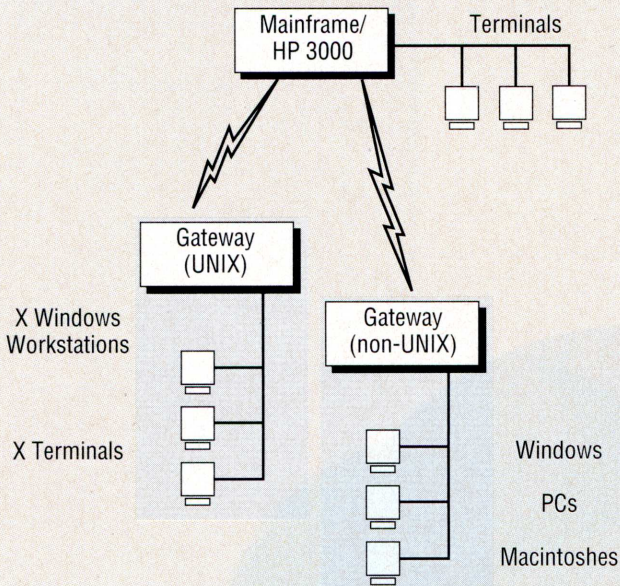 Mainframe/
HP 3000
Terminals
Gateway
(UNIX)
X Windows
Workstations
Gateway
(non-UNIX)
X Terminals
Windows
PCs
Macintoshes